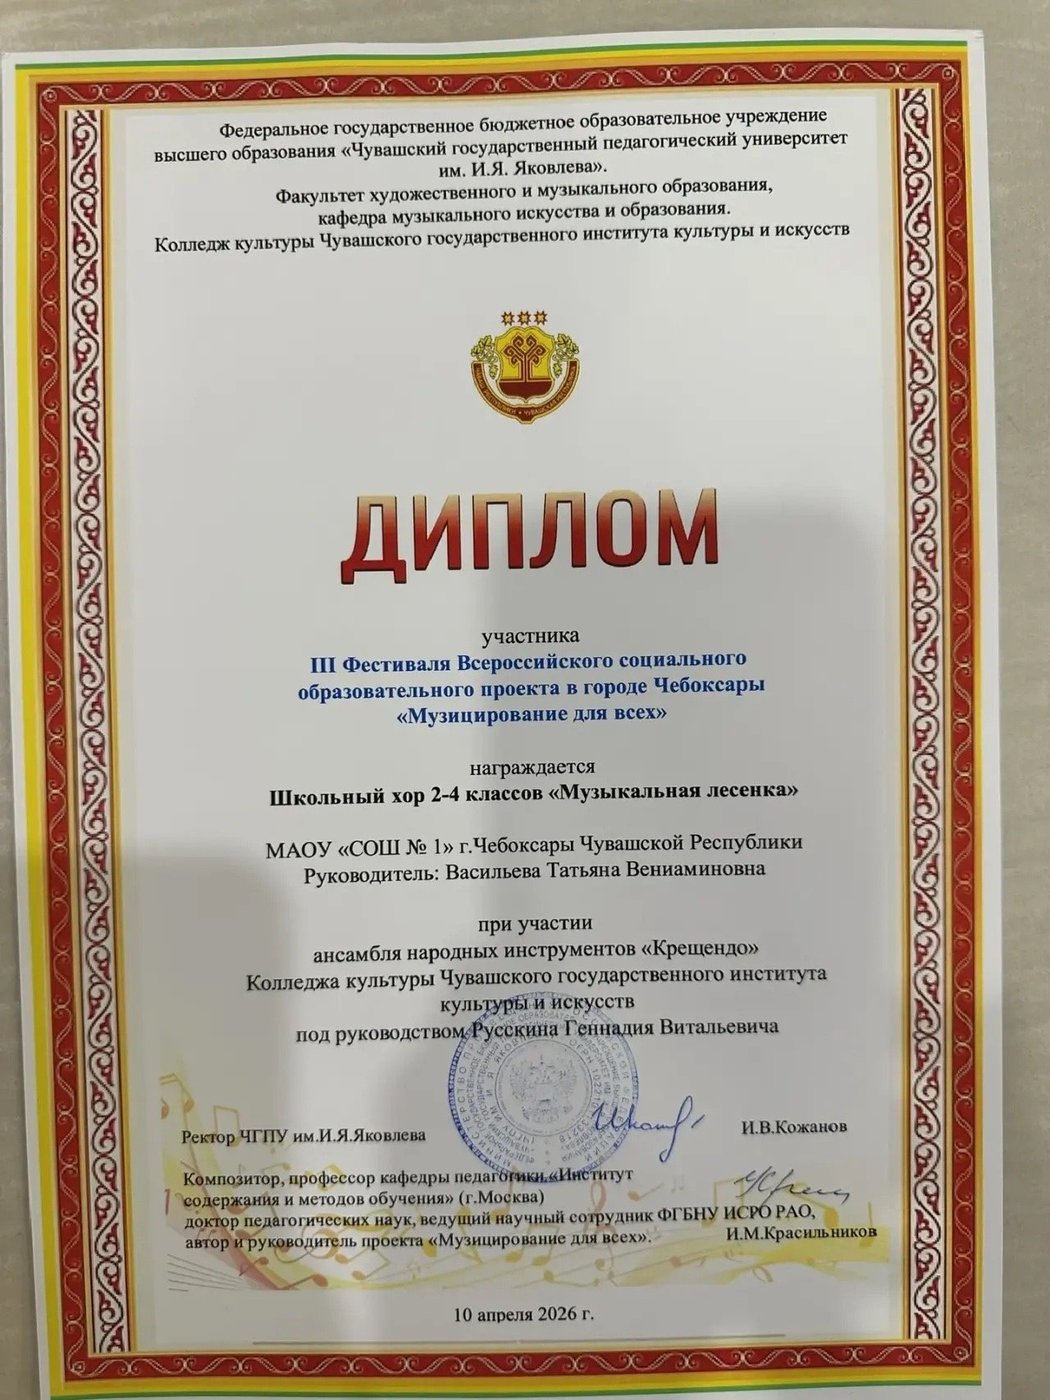 Федеральное государственное бюджетное образовательное учреждение
высшего образования «Чувашский государственный педагогический университет
им. И.Я. Яковлева».
Факультет художественного и музыкального образования,
кафедра музыкального искусства и образования.
Колледж культуры Чувашского государственного института культуры и искусств
ДИПЛОМ
участника
III Фестиваля Всероссийского социального
образовательного проекта в городе Чебоксары
«Музицирование для всех»
награждается
Школьный хор 2-4 классов «Музыкальная лесенка»
МАОУ «СОШ № 1» г.Чебоксары Чувашской Республики
Руководитель: Васильева Татьяна Вениаминовна
при участии
ансамбля народных инструментов «Крещендо»
Колледжа культуры Чувашского государственного института
культуры и искусств
под руководством Русскина Геннадия Витальевича
Ректор ЧГПУ им.И.Я.Яковлева
И.В.Кожанов
Композитор, профессор кафедры педагогики «Институт
содержания и методов обучения» (г.Москва)
доктор педагогических наук, ведущий научный сотрудник ФГБНУ ИСРО РАО,
автор и руководитель проекта «Музицирование для всех».
И.М.Красильников
10 апреля 2026 г.